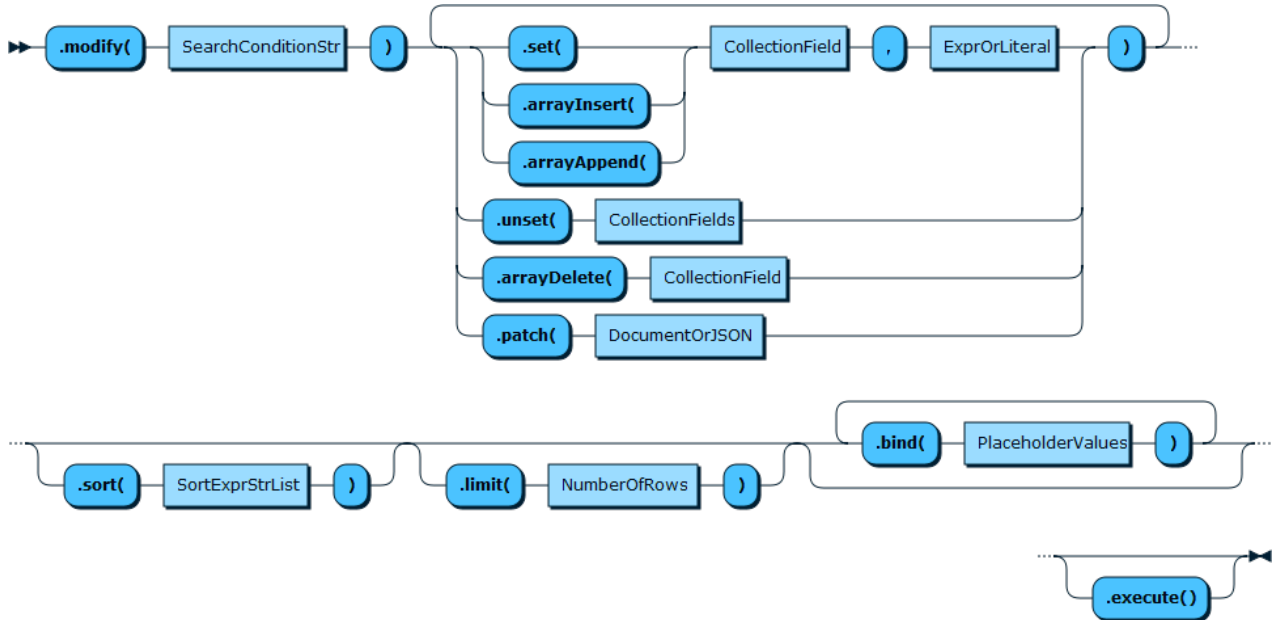 .modify( SearchConditionStr ) .set( CollectionField , ExprOrLiteral )
.arrayInsert(
.arrayAppend(
.unset( CollectionFields
.arrayDelete( CollectionField
.patch( DocumentOrJSON
.sort( SortExprStrList ) .limit( NumberOfRows ) .bind( PlaceholderValues )
.execute()